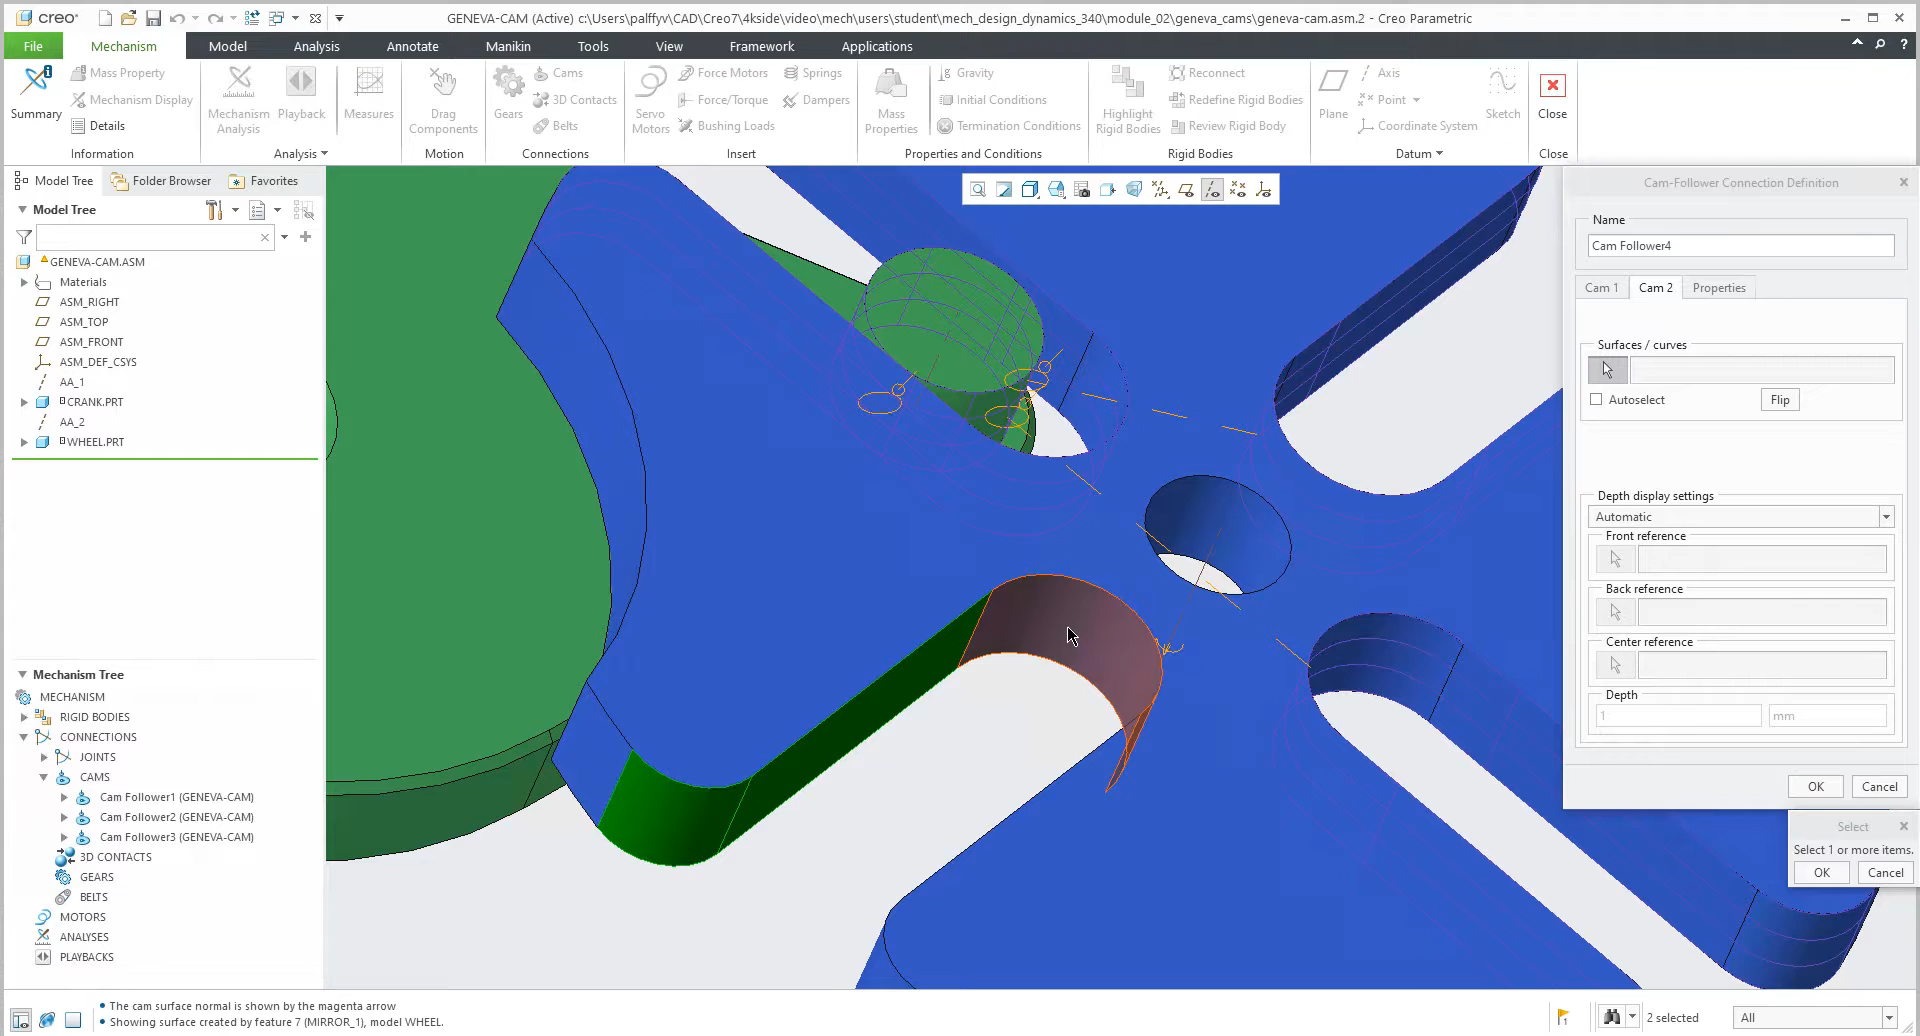 creo°
GENEVA-CAM (Active) c:\Users\palffyv\CAD\Creo7\4kside\video\mech\users\student\mech_design_dynamics_340\module_02\geneva_cams\geneva-cam.asm.2 - Creo Parametric
File Mechanism Model Analysis Annotate Manikin Tools View Framework Applications
Summary
Mass Property
Mechanism Display
Details
Information
Mechanism Analysis
Playback
Measures
Analysis
Drag Components
Motion
Gears
Cams
3D Contacts
Belts
Connections
Servo Motors
Force Motors
Force/Torque
Bushing Loads
Springs
Dampers
Insert
Mass Properties
Gravity
Initial Conditions
Termination Conditions
Properties and Conditions
Highlight Rigid Bodies
Reconnect
Redefine Rigid Bodies
Review Rigid Body
Rigid Bodies
Plane
Axis
Point
Coordinate System
Sketch
Datum
Close
Close
Model Tree Folder Browser Favorites
Model Tree
GENEVA-CAM.ASM
Materials
ASM_RIGHT
ASM_TOP
ASM_FRONT
ASM_DEF_CSYS
AA_1
CRANK.PRT
AA_2
WHEEL.PRT
Mechanism Tree
MECHANISM
RIGID BODIES
CONNECTIONS
JOINTS
CAMS
Cam Follower1 (GENEVA-CAM)
Cam Follower2 (GENEVA-CAM)
Cam Follower3 (GENEVA-CAM)
3D CONTACTS
GEARS
BELTS
MOTORS
ANALYSES
PLAYBACKS
Cam-Follower Connection Definition
Name
Cam Follower4
Cam 1 Cam 2 Properties
Surfaces / curves
Autoselect Flip
Depth display settings
Automatic
Front reference
Back reference
Center reference
Depth
1 mm
OK Cancel
Select
Select 1 or more items.
OK Cancel
• The cam surface normal is shown by the magenta arrow
• Showing surface created by feature 7 (MIRROR_1), model WHEEL.
2 selected
All